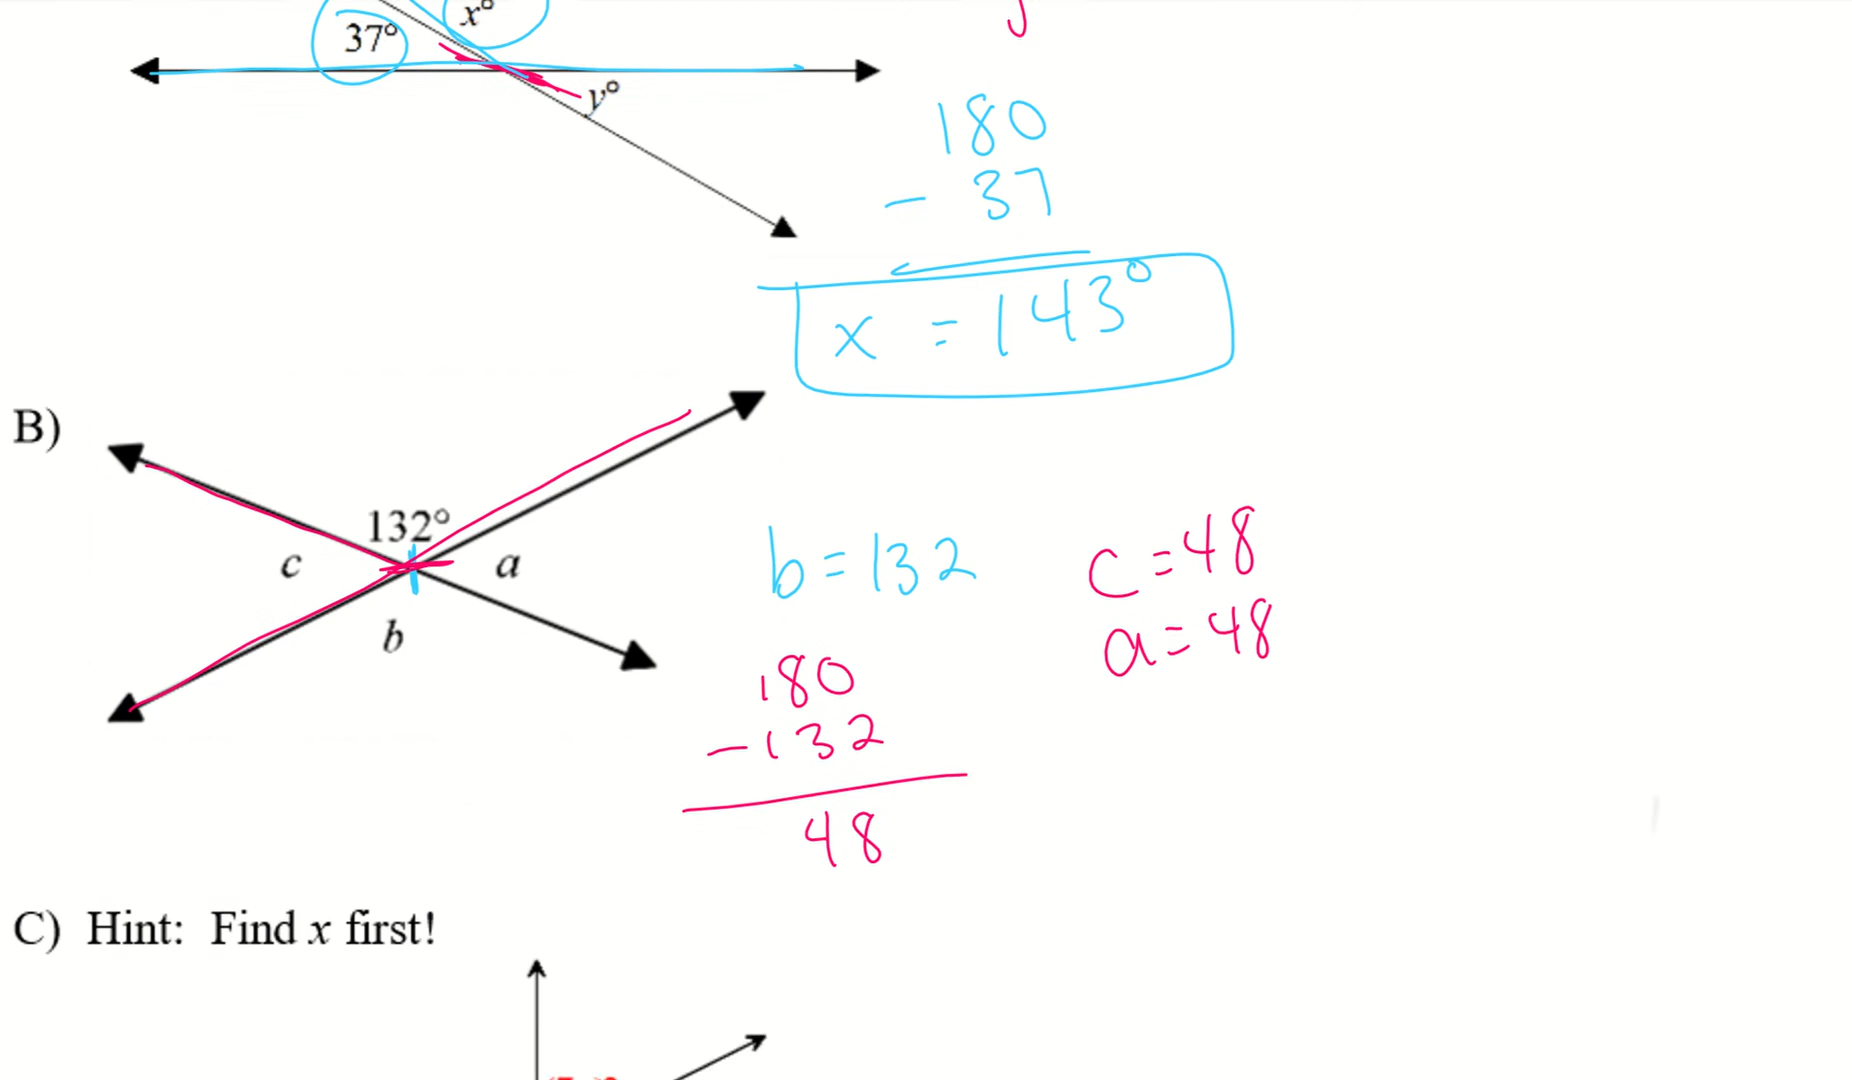 x°
37°
y°
180
- 37
x = 143°
B)
132°
c
a
b
b = 132
c = 48
a = 48
180
- 132
48
C) Hint: Find x first!